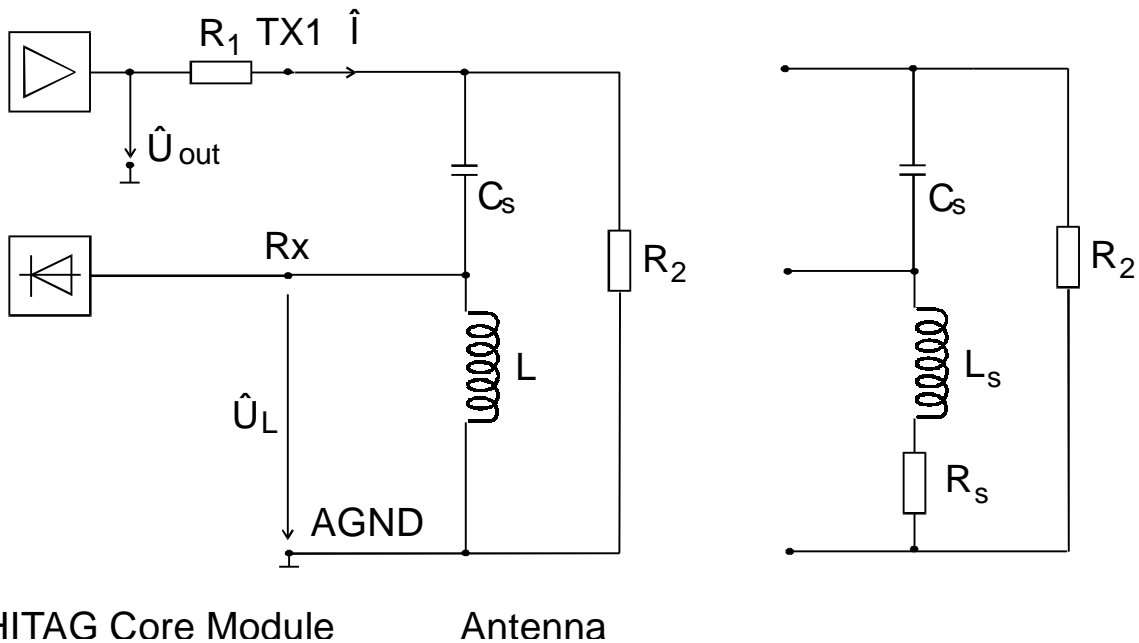 R1 TX1 Î
Ûout
Cs
Cs
Rx
R2
R2
L
Ls
ÛL
Rs
AGND
HITAG Core Module Antenna